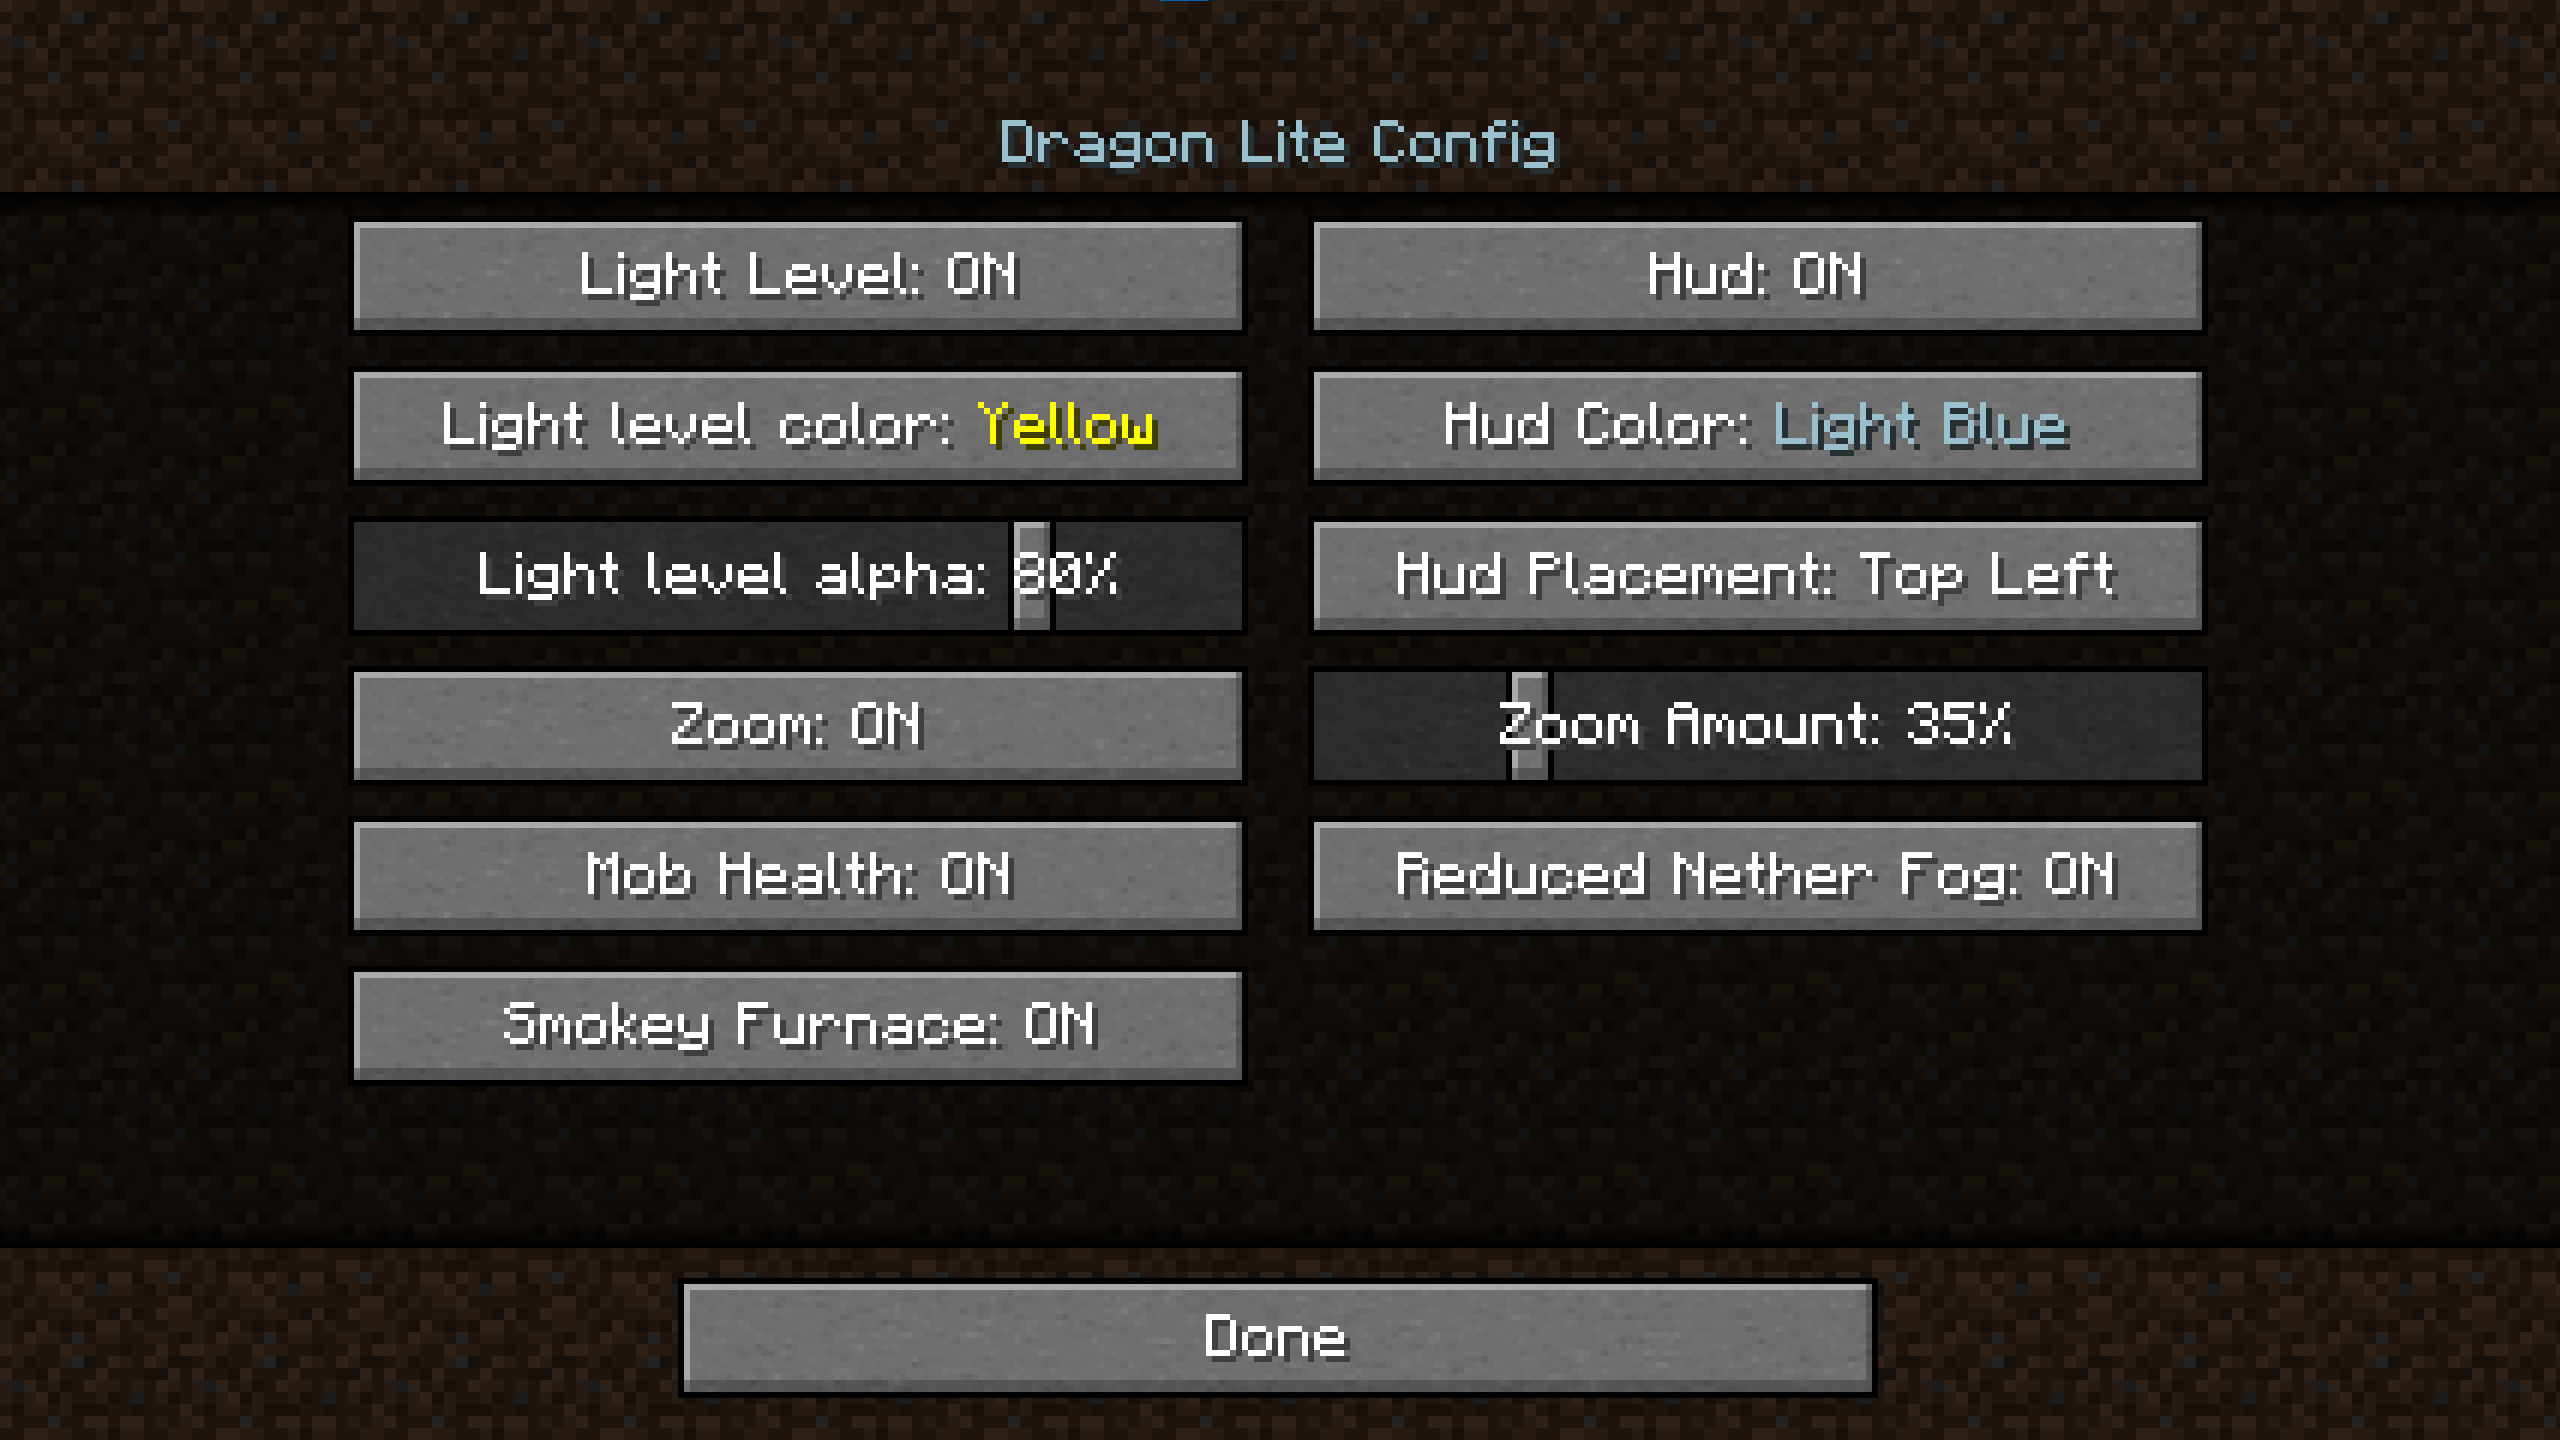 Dragon Lite Config
Light Level: ON
Hud: ON
Light level color: Yellow
Hud Color: Light Blue
Light level alpha: 80%
Hud Placement: Top Left
Zoom: ON
Zoom Amount: 35%
Mob Health: ON
Reduced Nether Fog: ON
Smokey Furnace: ON
Done